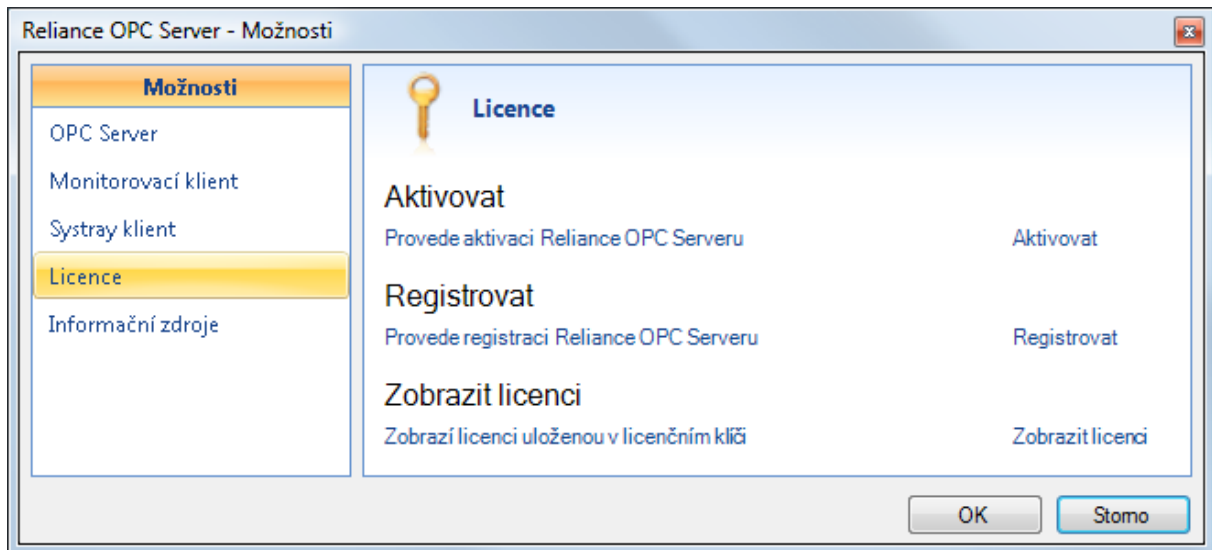 Reliance OPC Server - Možnosti
Možnosti
OPC Server
Monitorovací klient
Systray klient
Licence
Informační zdroje
Licence
Aktivovat
Provede aktivaci Reliance OPC Serveru
Aktivovat
Registrovat
Provede registraci Reliance OPC Serveru
Registrovat
Zobrazit licenci
Zobrazí licenci uloženou v licenčním klíči
Zobrazit licenci
OK
Storno